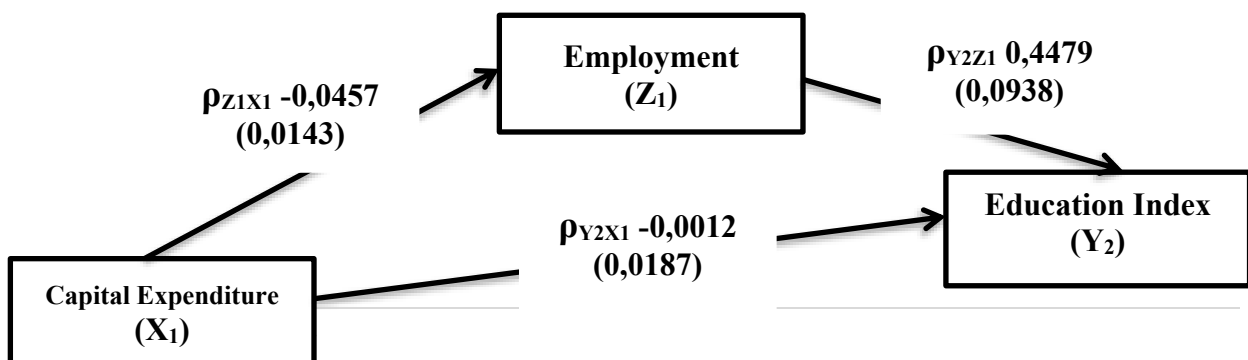 Employment
(Z₁)
ρY2Z1 0,4479
(0,0938)
ρZ1X1 -0,0457
(0,0143)
Education Index
(Y₂)
ρY2X1 -0,0012
(0,0187)
Capital Expenditure
(X₁)